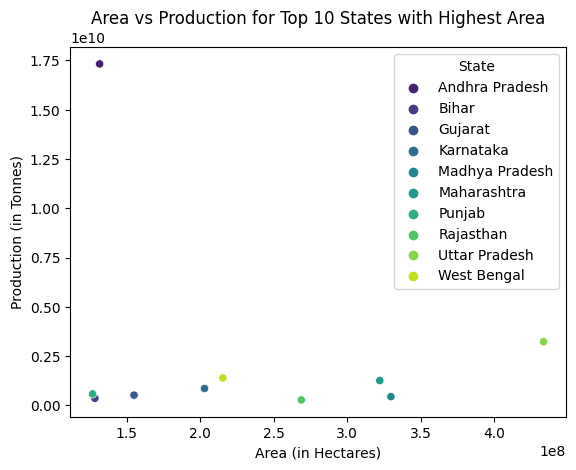 Area vs Production for Top 10 States with Highest Area
1e10
State
Andhra Pradesh
Bihar
Gujarat
Karnataka
Madhya Pradesh
Maharashtra
Punjab
Rajasthan
Uttar Pradesh
West Bengal
Production (in Tonnes)
1.75
1.50
1.25
1.00
0.75
0.50
0.25
0.00
1.5 2.0 2.5 3.0 3.5 4.0
1e8
Area (in Hectares)